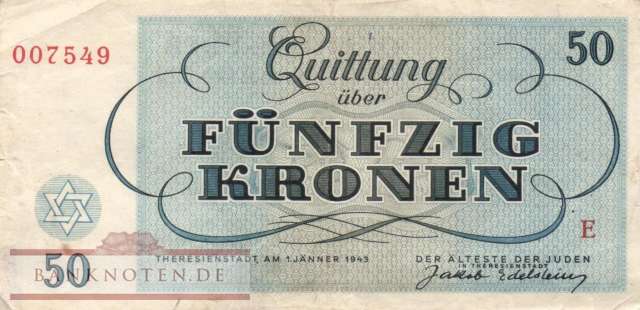 007549
Quittung
50
über
FÜNFZIG
KRONEN
E
THERESIENSTADT, AM 1.JÄNNER 1943
DER ÄLTESTE DER JUDEN
IN THERESIENSTADT
Jakob Edelstein
50
BANKNOTEN.DE